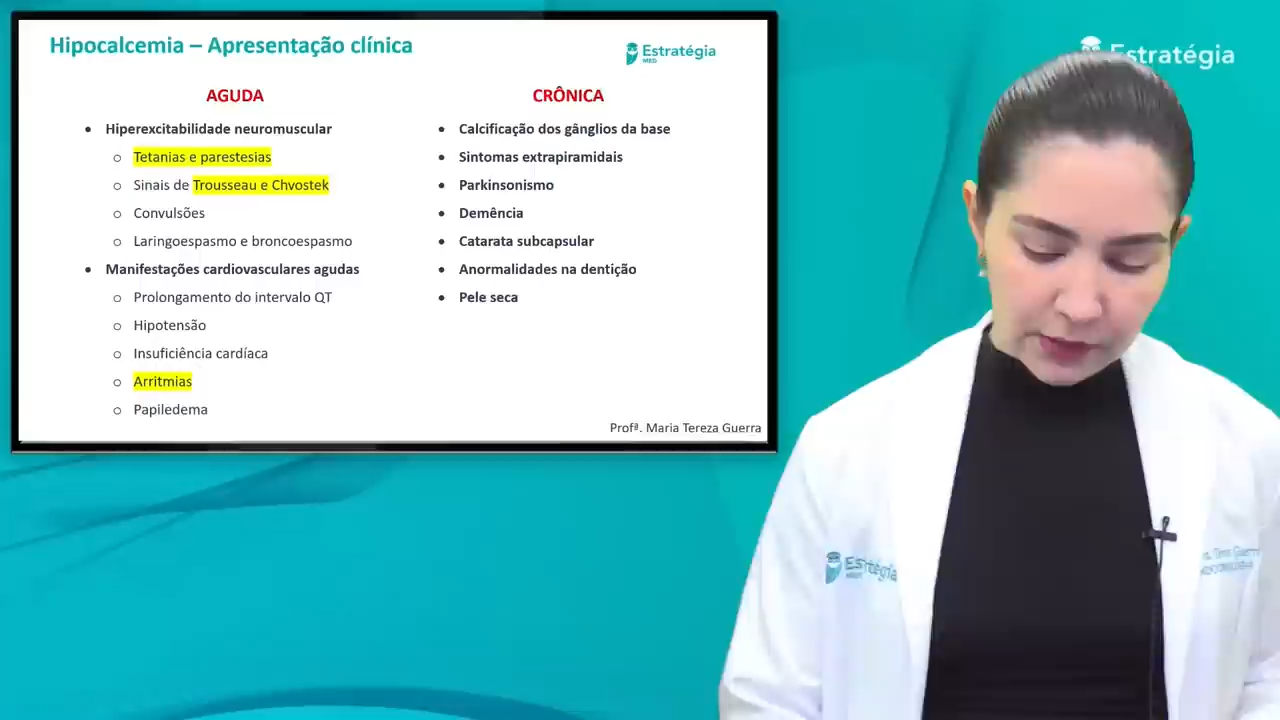 Hipocalcemia – Apresentação clínica
Estratégia
MED
AGUDA
• Hiperexcitabilidade neuromuscular
o Tetanias e parestesias
o Sinais de Trousseau e Chvostek
o Convulsões
o Laringoespasmo e broncoespasmo
• Manifestações cardiovasculares agudas
o Prolongamento do intervalo QT
o Hipotensão
o Insuficiência cardíaca
o Arritmias
o Papiledema
CRÔNICA
• Calcificação dos gânglios da base
• Sintomas extrapiramidais
• Parkinsonismo
• Demência
• Catarata subcapsular
• Anormalidades na dentição
• Pele seca
Profª. Maria Tereza Guerra
Estratégia
Estratégia
MED